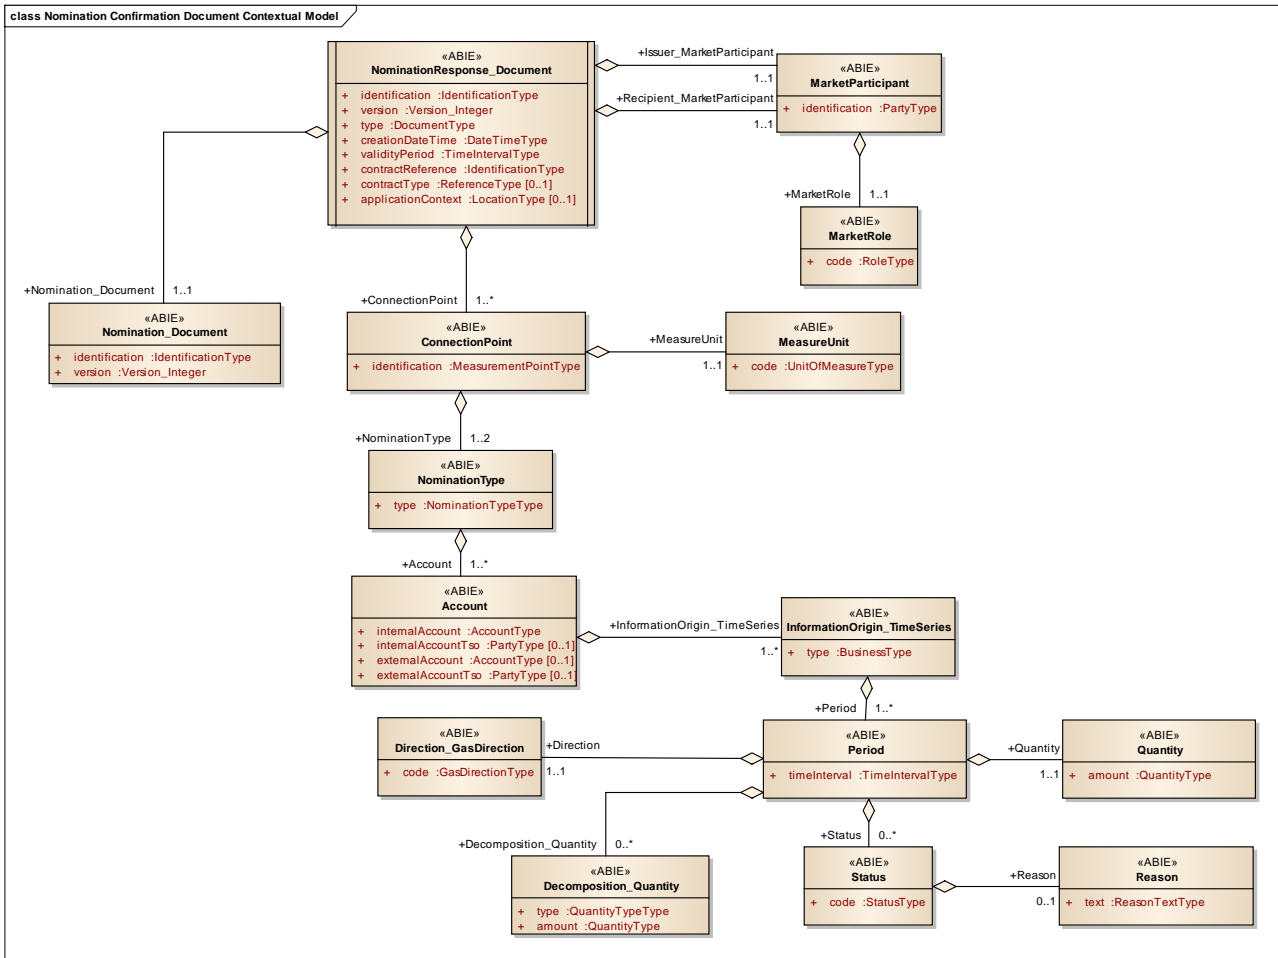 class Nomination Confirmation Document Contextual Model
«ABIE»
NominationResponse_Document
+ identification :IdentificationType
+ version :Version_Integer
+ type :DocumentType
+ creationDateTime :DateTimeType
+ validityPeriod :TimeIntervalType
+ contractReference :IdentificationType
+ contractType :ReferenceType [0..1]
+ applicationContext :LocationType [0..1]
+Issuer_MarketParticipant
1..1
+Recipient_MarketParticipant
1..1
«ABIE»
MarketParticipant
+ identification :PartyType
+MarketRole 1..1
«ABIE»
MarketRole
+ code :RoleType
+Nomination_Document 1..1
«ABIE»
Nomination_Document
+ identification :IdentificationType
+ version :Version_Integer
+ConnectionPoint 1..*
«ABIE»
ConnectionPoint
+ identification :MeasurementPointType
+MeasureUnit
1..1
«ABIE»
MeasureUnit
+ code :UnitOfMeasureType
+NominationType 1..2
«ABIE»
NominationType
+ type :NominationTypeType
+Account 1..*
«ABIE»
Account
+ internalAccount :AccountType
+ internalAccountTso :PartyType [0..1]
+ externalAccount :AccountType [0..1]
+ externalAccountTso :PartyType [0..1]
+InformationOrigin_TimeSeries
1..*
«ABIE»
InformationOrigin_TimeSeries
+ type :BusinessType
+Period 1..*
«ABIE»
Direction_GasDirection
+ code :GasDirectionType
+Direction
1..1
«ABIE»
Period
+ timeInterval :TimeIntervalType
+Quantity
1..1
«ABIE»
Quantity
+ amount :QuantityType
+Decomposition_Quantity 0..*
«ABIE»
Decomposition_Quantity
+ type :QuantityTypeType
+ amount :QuantityType
+Status 0..*
«ABIE»
Status
+ code :StatusType
+Reason
0..1
«ABIE»
Reason
+ text :ReasonTextType